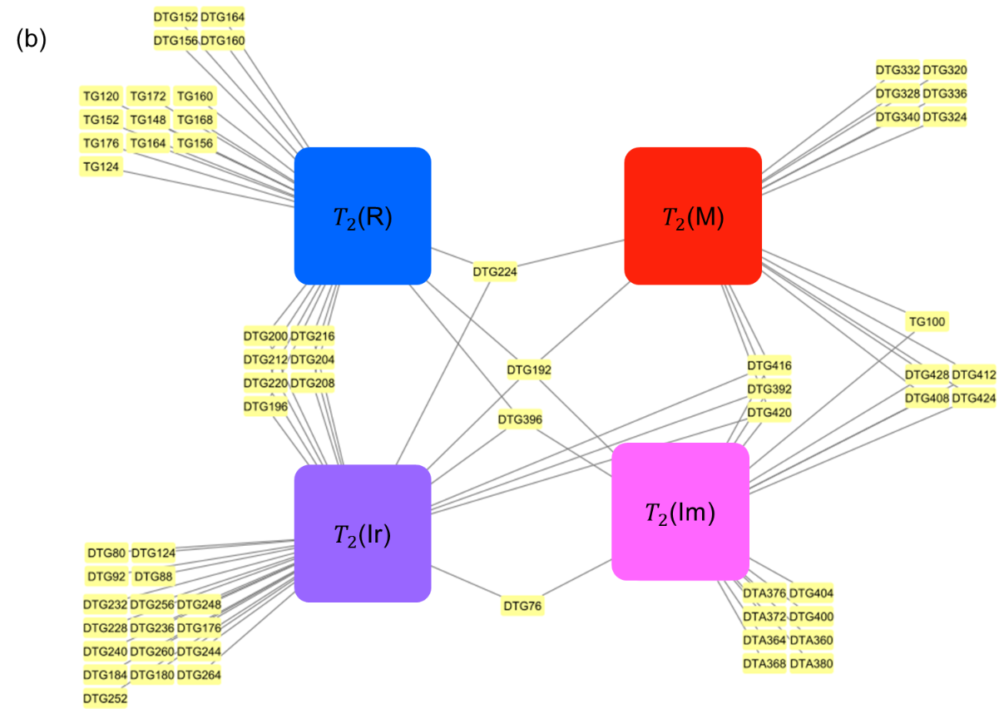 (b)
DTG152 DTG164
DTG156 DTG160
TG120 TG172 TG160
TG152 TG148 TG168
TG176 TG164 TG156
TG124
DTG332 DTG320
DTG328 DTG336
DTG340 DTG324
T₂(R)
T₂(M)
DTG224
TG100
DTG200 DTG216
DTG212 DTG204
DTG220 DTG208
DTG196
DTG192
DTG396
DTG416
DTG392
DTG420
DTG428 DTG412
DTG408 DTG424
T₂(Ir)
T₂(Im)
DTG80 DTG124
DTG92 DTG88
DTG232 DTG256 DTG248
DTG228 DTG236 DTG176
DTG240 DTG260 DTG244
DTG184 DTG180 DTG264
DTG252
DTG76
DTA376 DTG404
DTA372 DTG400
DTA364 DTA360
DTA368 DTA380